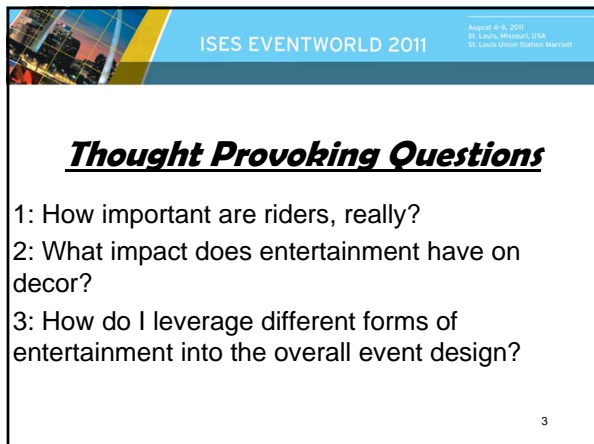 ISES EVENTWORLD 2011
August 4-6, 2011
St. Louis, Missouri, USA
St. Louis Union Station Marriott
Thought Provoking Questions
1: How important are riders, really?
2: What impact does entertainment have on
decor?
3: How do I leverage different forms of
entertainment into the overall event design?
3